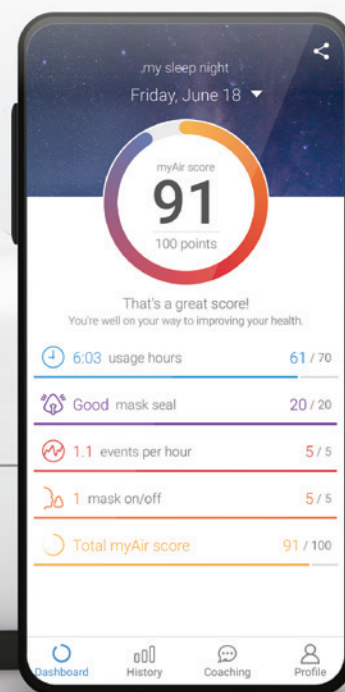 my sleep night
Friday, June 18
myAir score
91
100 points
That's a great score!
You're well on your way to improving your health.
6:03 usage hours 61 / 70
Good mask seal 20 / 20
1.1 events per hour 5 / 5
1 mask on/off 5 / 5
Total myAir score 91 / 100
Dashboard History Coaching Profile